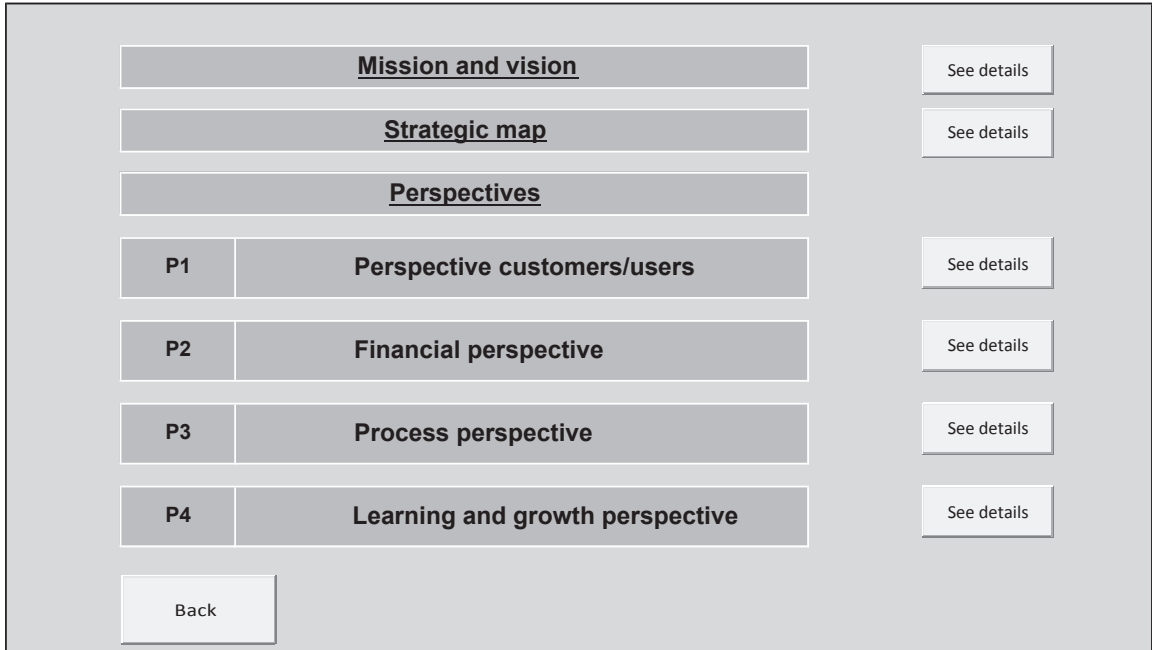 Mission and vision See details
Strategic map See details
Perspectives
P1 Perspective customers/users See details
P2 Financial perspective See details
P3 Process perspective See details
P4 Learning and growth perspective See details
Back